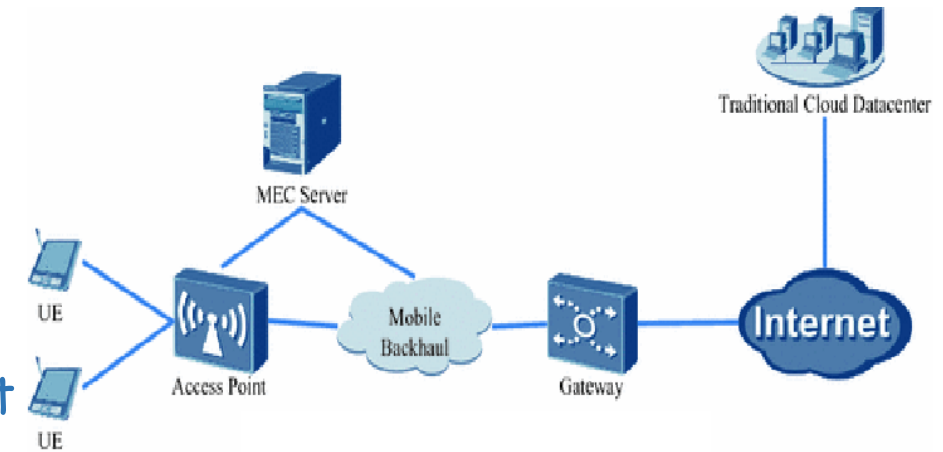 Traditional Cloud Datacenter
MEC Server
UE
Mobile
Backhaul
Internet
Access Point
Gateway
t
UE